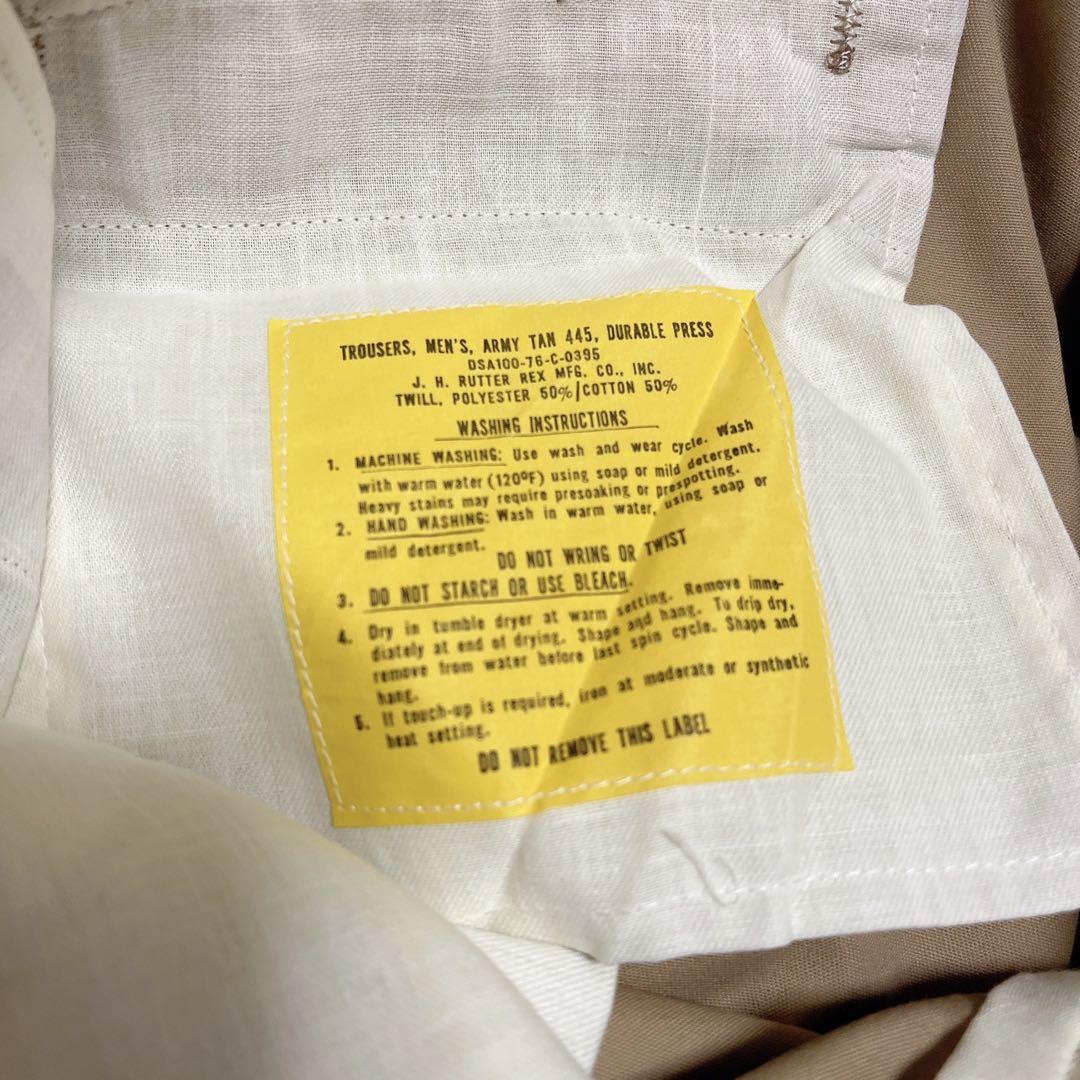 TROUSERS, MEN'S, ARMY TAN 445, DURABLE PRESS
DSA100-76-C-0395
J. H. RUTTER REX MFG. CO., INC.
TWILL, POLYESTER 50%/COTTON 50%
WASHING INSTRUCTIONS
1. MACHINE WASHING: Use wash and wear cycle. Wash
with warm water (120ºF) using soap or mild detergent.
Heavy stains may require presoaking or prespotting.
2. HAND WASHING: Wash in warm water, using soap or
mild detergent.
DO NOT WRING OR TWIST
3. DO NOT STARCH OR USE BLEACH.
4. Dry in tumble dryer at warm setting. Remove imme-
diately at end of drying. Shape and hang. To drip dry,
remove from water before last spin cycle. Shape and
hang.
5. If touch-up is required, iron at moderate or synthetic
heat setting.
DO NOT REMOVE THIS LABEL